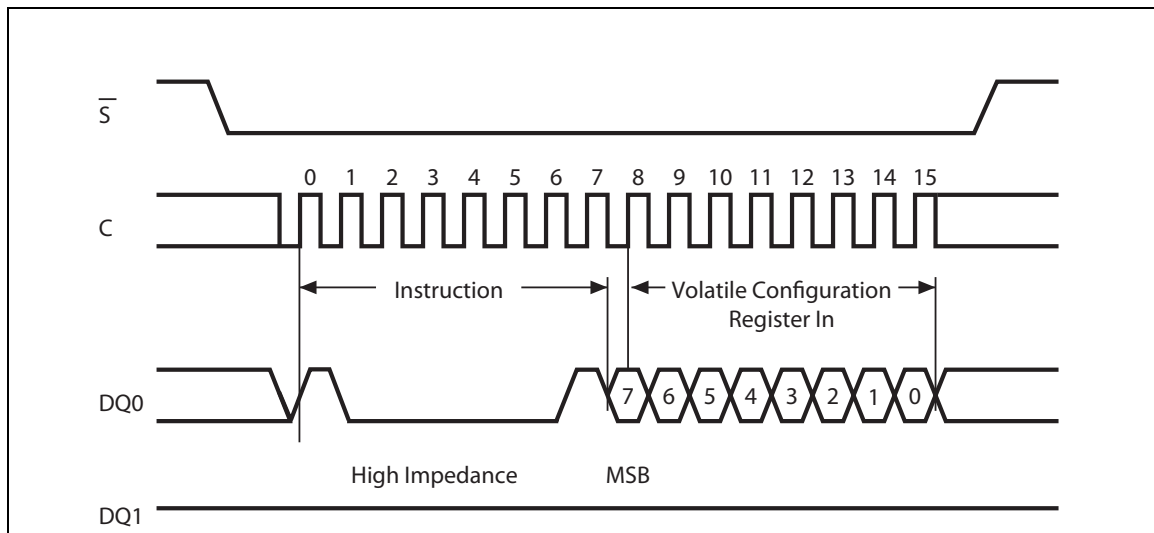 S
0 1 2 3 4 5 6 7 8 9 10 11 12 13 14 15
C
Instruction
Volatile Configuration
Register In
DQ0
7 6 5 4 3 2 1 0
High Impedance
MSB
DQ1